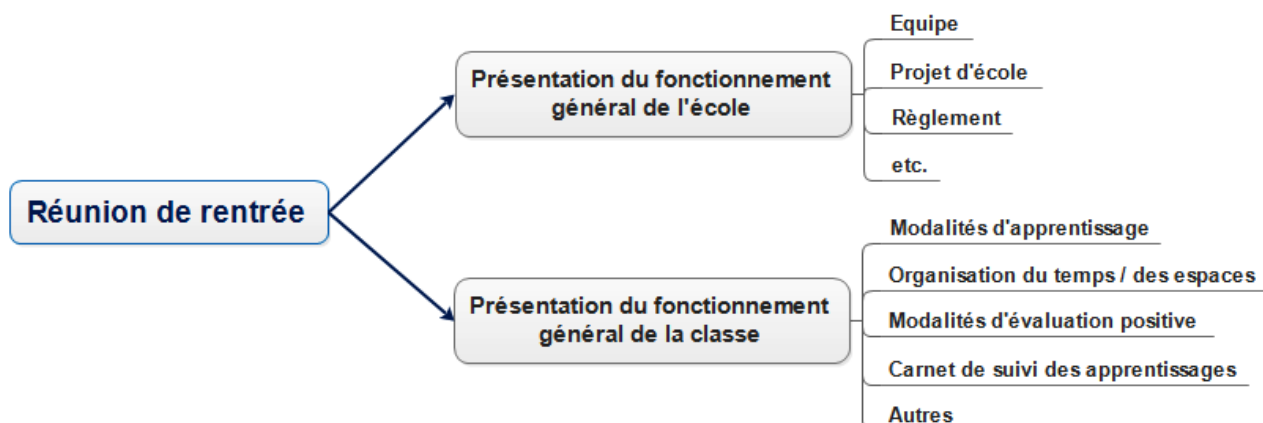 Réunion de rentrée
Présentation du fonctionnement
général de l'école
Equipe
Projet d'école
Règlement
etc.
Présentation du fonctionnement
général de la classe
Modalités d'apprentissage
Organisation du temps / des espaces
Modalités d'évaluation positive
Carnet de suivi des apprentissages
Autres